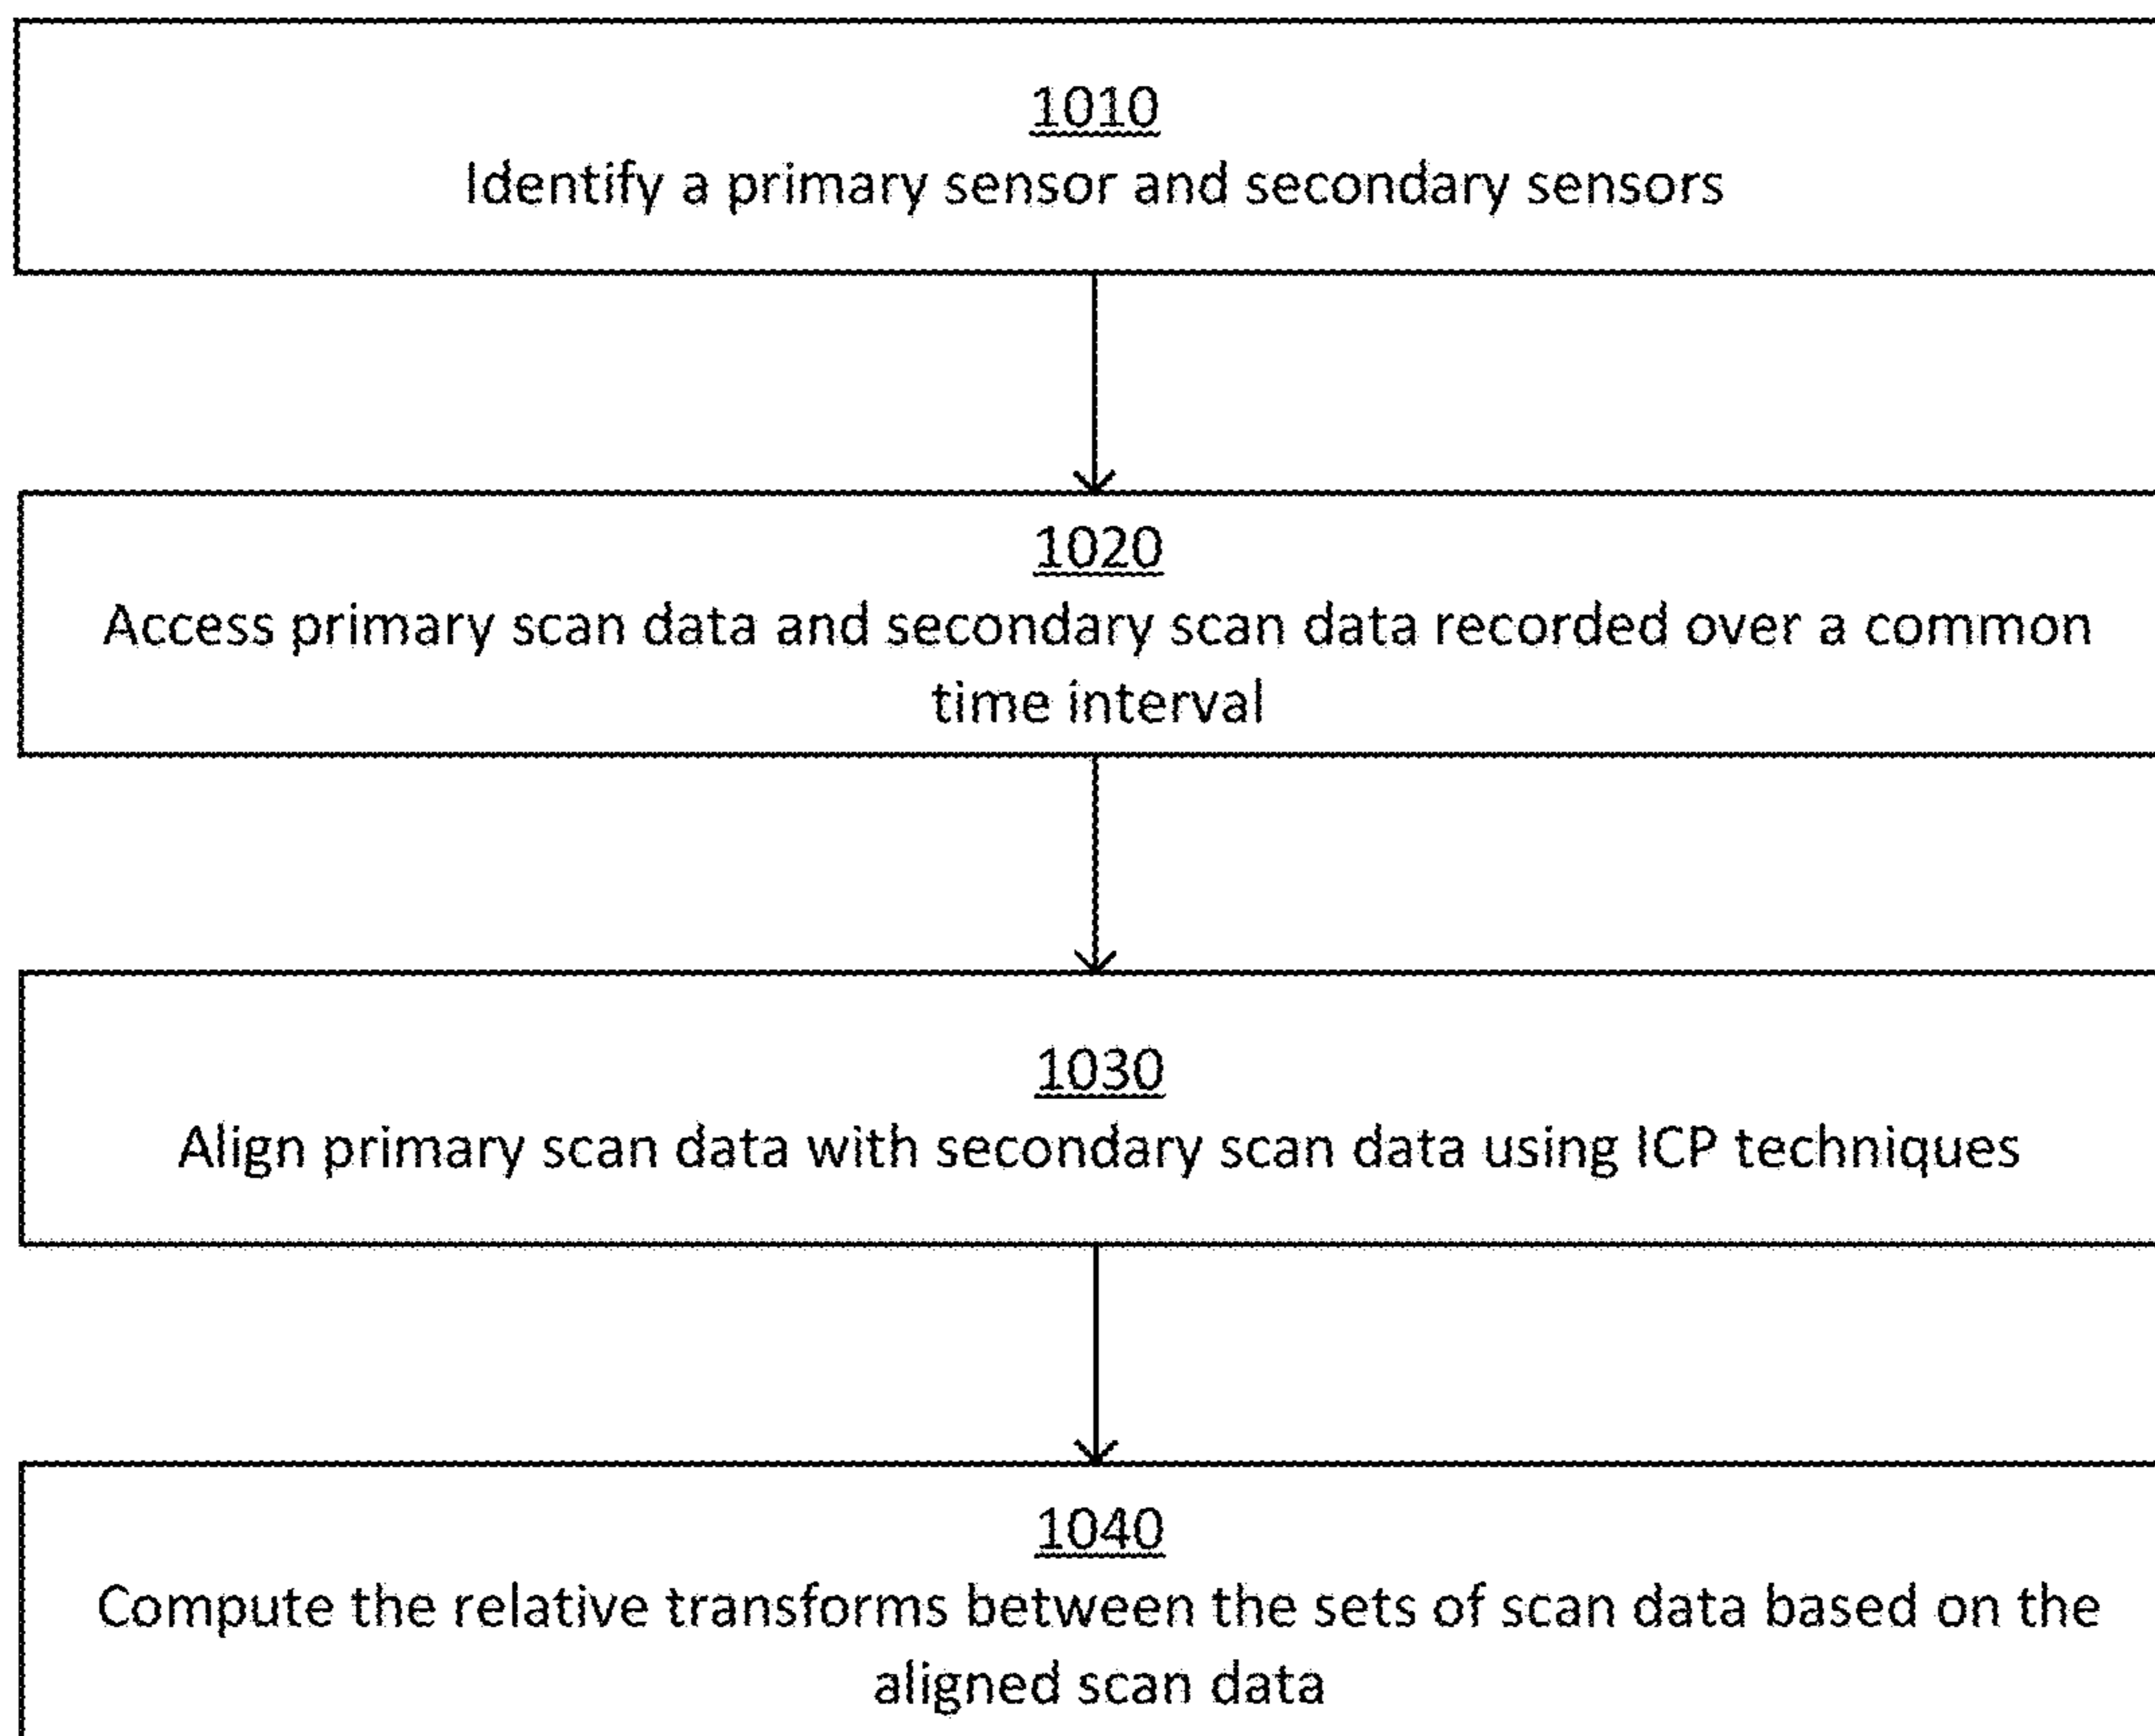 1010
Identify a primary sensor and secondary sensors
1020
Access primary scan data and secondary scan data recorded over a common
time interval
1030
Align primary scan data with secondary scan data using ICP techniques
1040
Compute the relative transforms between the sets of scan data based on the
aligned scan data